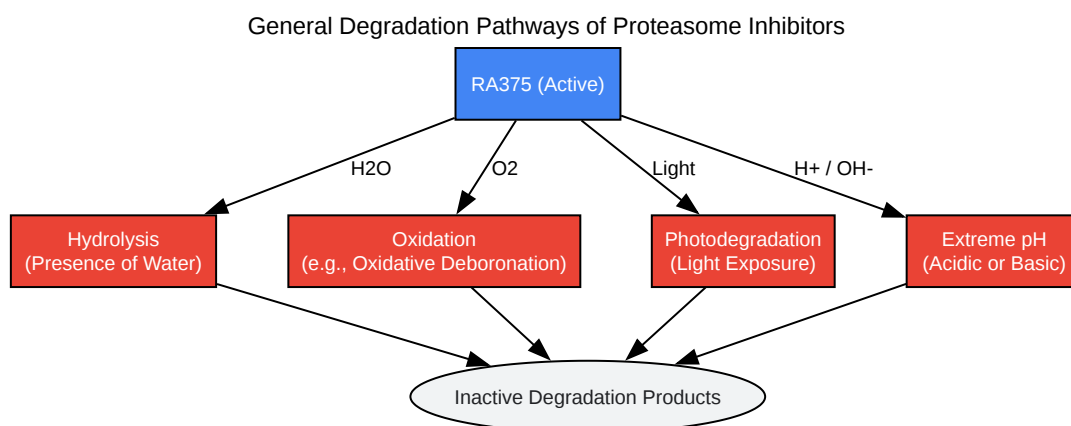 General Degradation Pathways of Proteasome Inhibitors
RA375 (Active)
H2O
O2
Light
H+ / OH-
Hydrolysis
(Presence of Water)
Oxidation
(e.g., Oxidative Deboronation)
Photodegradation
(Light Exposure)
Extreme pH
(Acidic or Basic)
Inactive Degradation Products